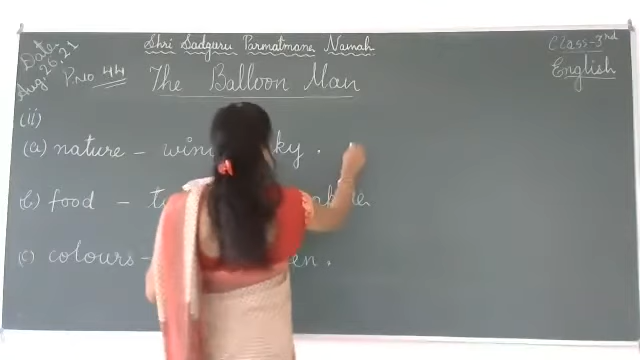 Shri Sadguru Parmatmane Namah
Date- Aug 26, 21
Class-3rd
P.No 44
The Balloon Man
English
(ii)
(a) nature - win ky.
(b) food -
(c) colours - en.